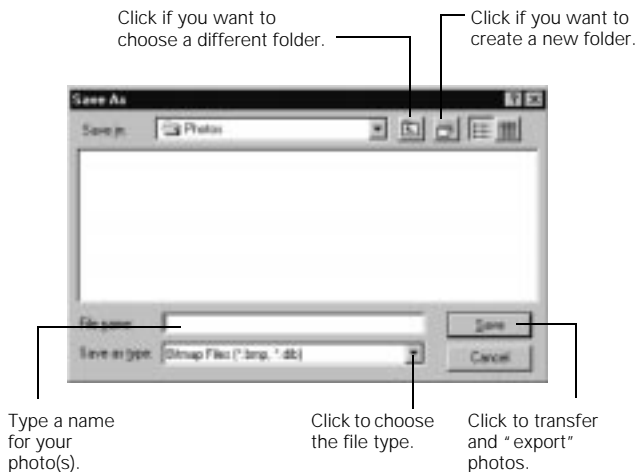 Click if you want to
choose a different folder.
Click if you want to
create a new folder.
Save As
Save in:
Photos
File name:
Save as type:
Bitmap Files (*.bmp, *.dib)
Save
Cancel
Type a name
for your
photo(s).
Click to choose
the file type.
Click to transfer
and “export”
photos.